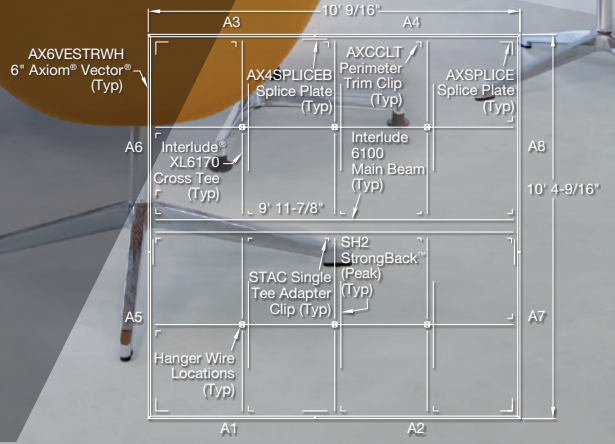 10' 9/16"
A3
A4
AX6VESTRWH
6" Axiom® Vector®
(Typ)
AX4SPLICEB
Splice Plate
(Typ)
AXCCLT
Perimeter
Trim Clip
(Typ)
AXSPLICE
Splice Plate
(Typ)
A6
Interlude®
XL6170
Cross Tee
(Typ)
Interlude
6100
Main Beam
(Typ)
A8
10' 4-9/16"
9' 11-7/8"
STAC Single
Tee Adapter
Clip (Typ)
SH2
StrongBack™
(Peak)
(Typ)
A5
A7
Hanger Wire
Locations
(Typ)
A1
A2